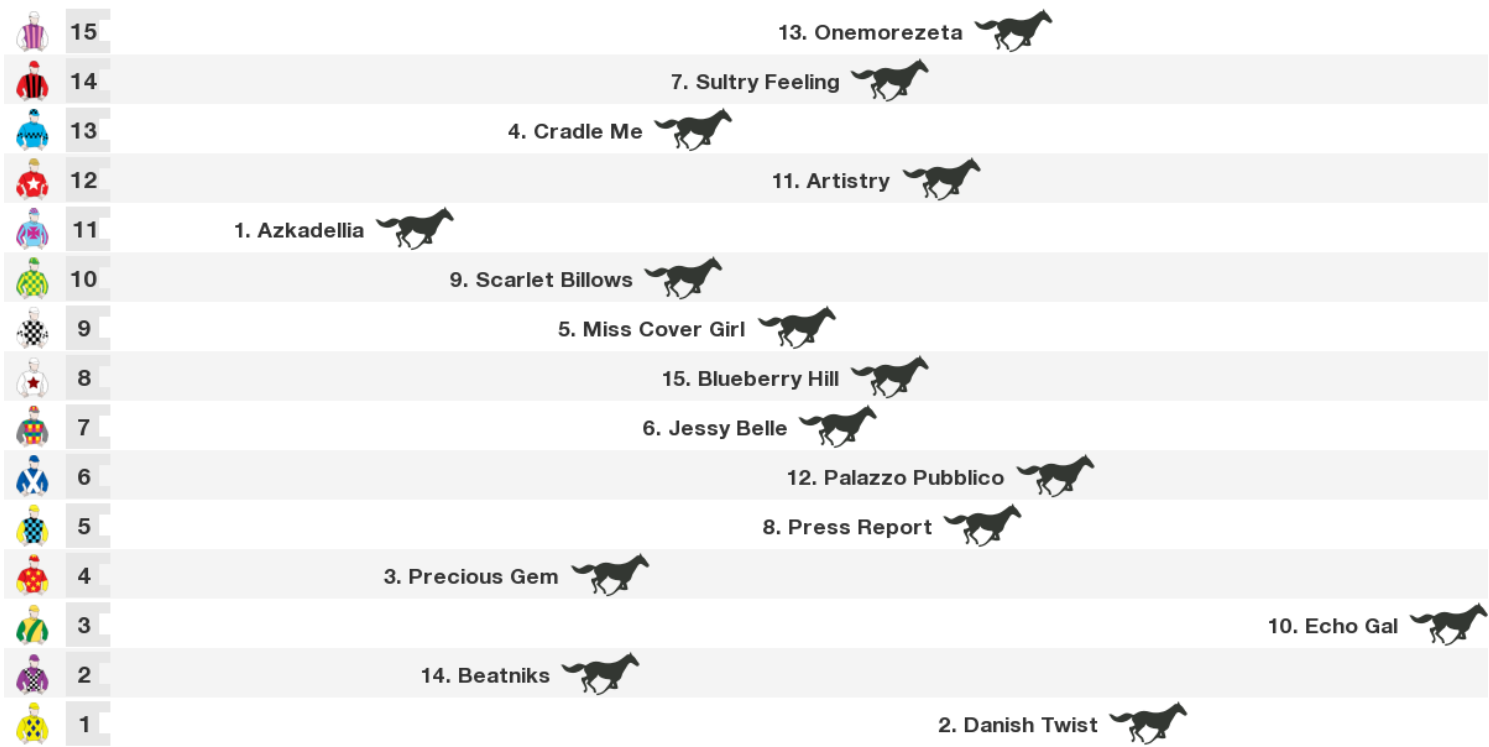 15 13. Onemorezeta
14 7. Sultry Feeling
13 4. Cradle Me
12 11. Artistry
11 1. Azkadellia
10 9. Scarlet Billows
9 5. Miss Cover Girl
8 15. Blueberry Hill
7 6. Jessy Belle
6 12. Palazzo Pubblico
5 8. Press Report
4 3. Precious Gem
3 10. Echo Gal
2 14. Beatniks
1 2. Danish Twist